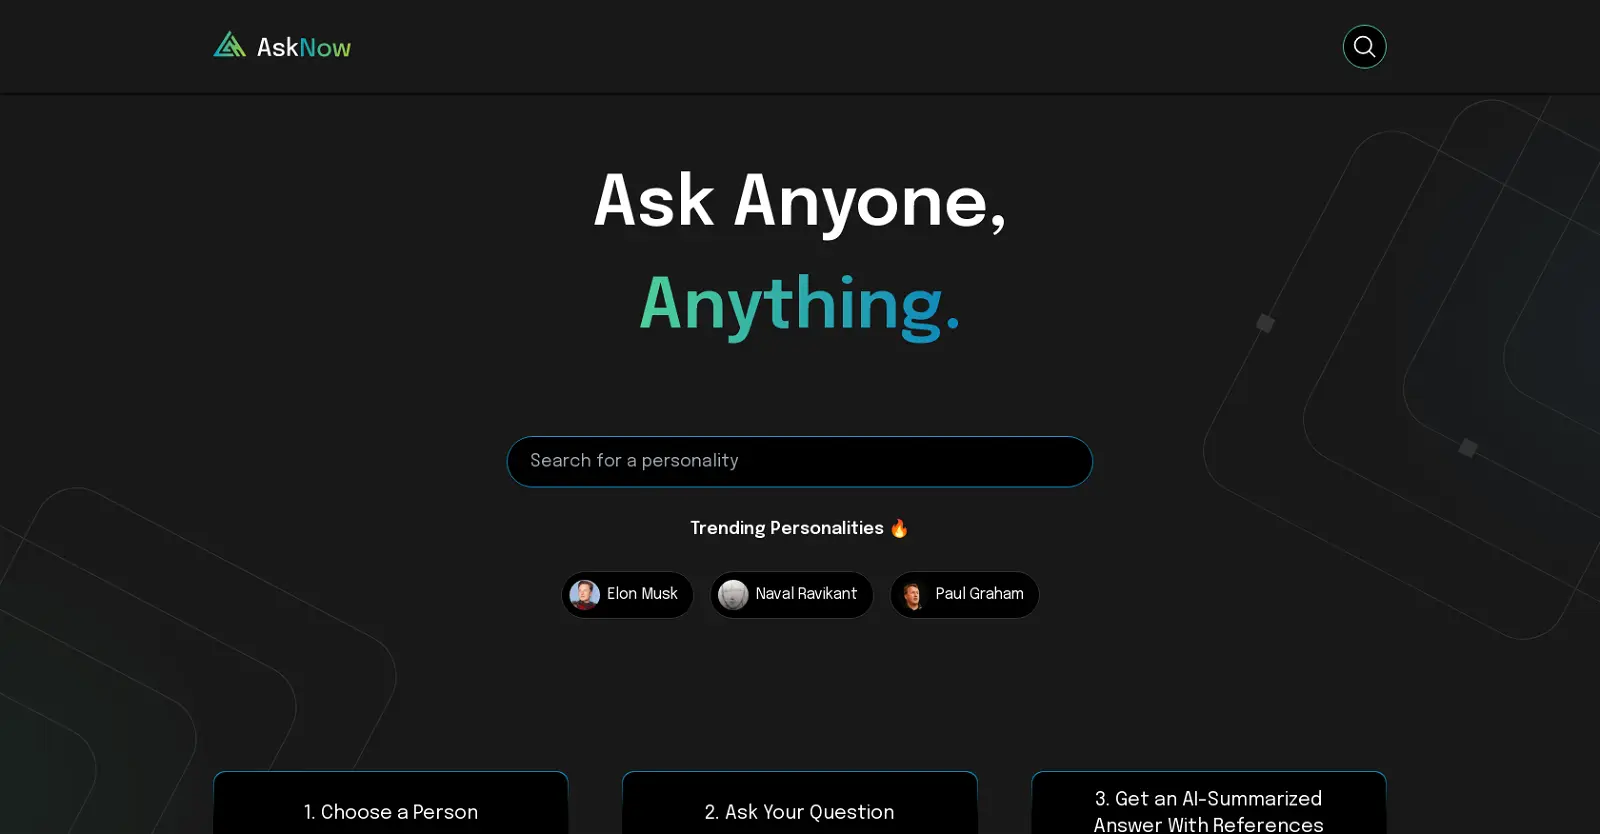 AskNow
Ask Anyone,
Anything.
Search for a personality
Trending Personalities 🔥
Elon Musk
Naval Ravikant
Paul Graham
1. Choose a Person
2. Ask Your Question
3. Get an AI-Summarized
Answer With References